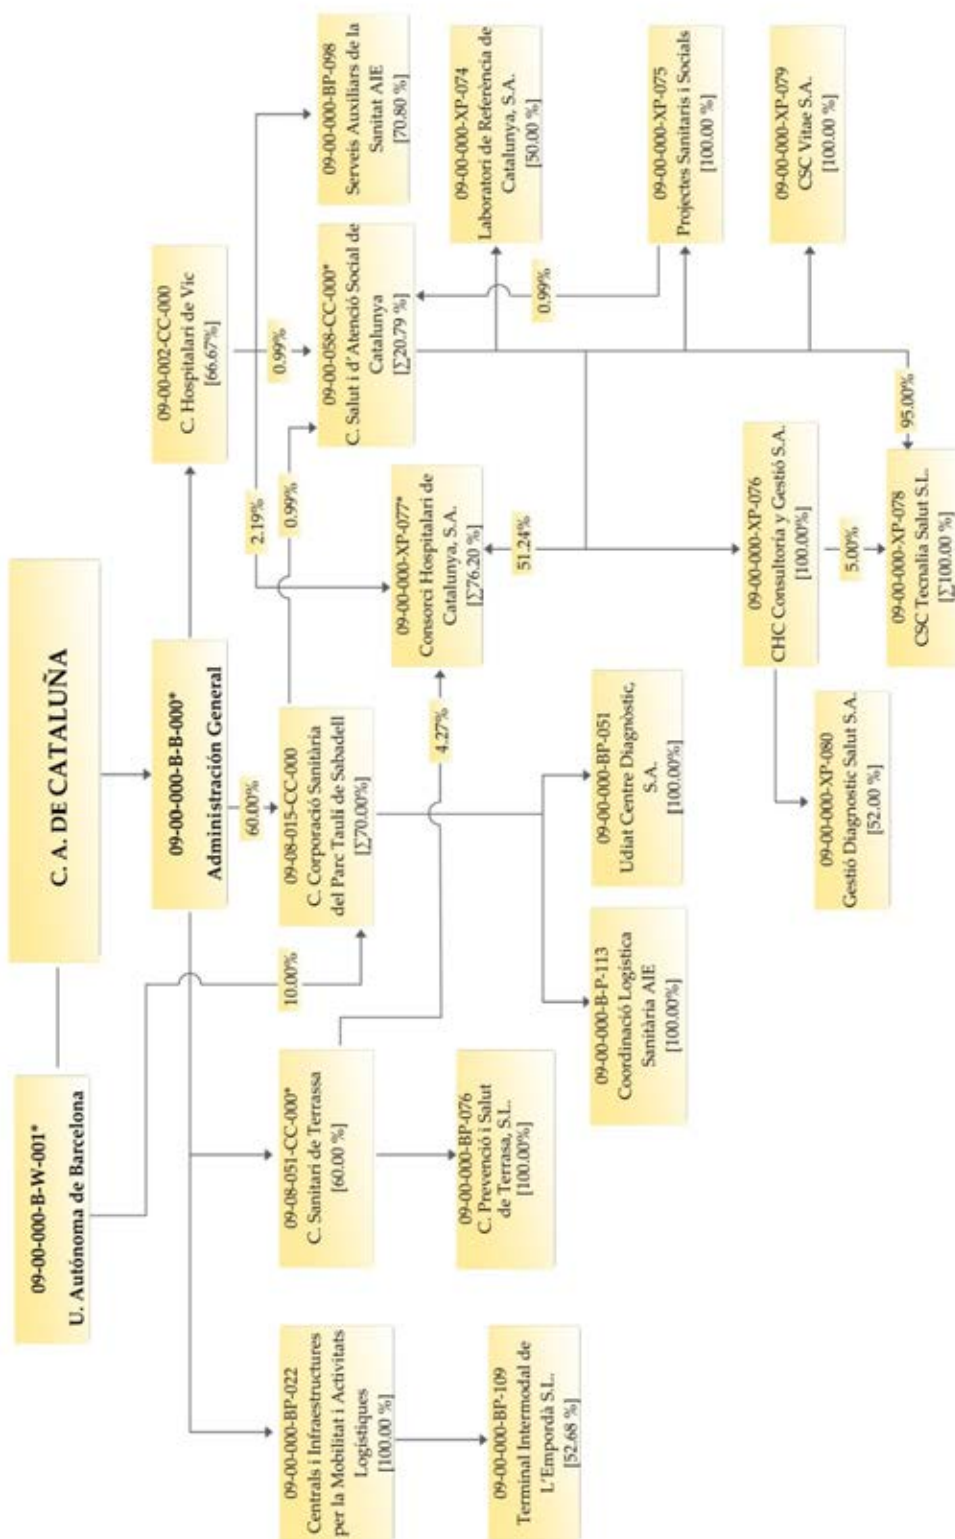 C. A. DE CATALUÑA
09-00-000-B-W-001*
U. Autónoma de Barcelona
09-00-000-B-B-000*
Administración General
09-00-002-CC-000
C. Hospitalari de Vic
[66.67%]
10.00%
60.00%
2.19%
0.99%
0.99%
09-00-000-BP-022
Centrals i Infraestructures
per la Mobilitat i Activitats
Logístiques
[100.00 %]
09-08-051-CC-000*
C. Sanitari de Terrassa
[60.00 %]
09-08-015-CC-000
C. Corporació Sanitària
del Parc Taulí de Sabadell
[∑70.00%]
09-00-058-CC-000*
C. Salut i d´Atenció Social de
Catalunya
[∑20.79 %]
09-00-000-BP-098
Serveis Auxiliars de la
Sanitat AIE
[70.80 %]
4.27%
09-00-000-XP-077*
Consorci Hospitalari de
Catalunya, S.A.
[∑76.20 %]
09-00-000-XP-074
Laboratori de Referència de
Catalunya, S.A.
[50.00 %]
09-00-000-BP-109
Terminal Intermodal de
L´Empordà S.L.
[52.68 %]
09-00-000-BP-076
C. Prevenció i Salut
de Terrasa, S.L.
[100.00%]
51.24%
0.99%
09-00-000-B-P-113
Coordinació Logística
Sanitària AIE
[100.00%]
09-00-000-BP-051
Udiat Centre Diagnòstic,
S.A.
[100.00%]
09-00-000-XP-075
Projectes Sanitaris i Socials
[100.00 %]
09-00-000-XP-076
CHC Consultoría y Gestió S.A.
[100.00%]
09-00-000-XP-079
CSC Vitae S.A.
[100.00 %]
5.00%
95.00%
09-00-000-XP-080
Gestió Diagnostic Salut S.A.
[52.00 %]
09-00-000-XP-078
CSC Tecnalia Salut S.L.
[∑100.00 %]